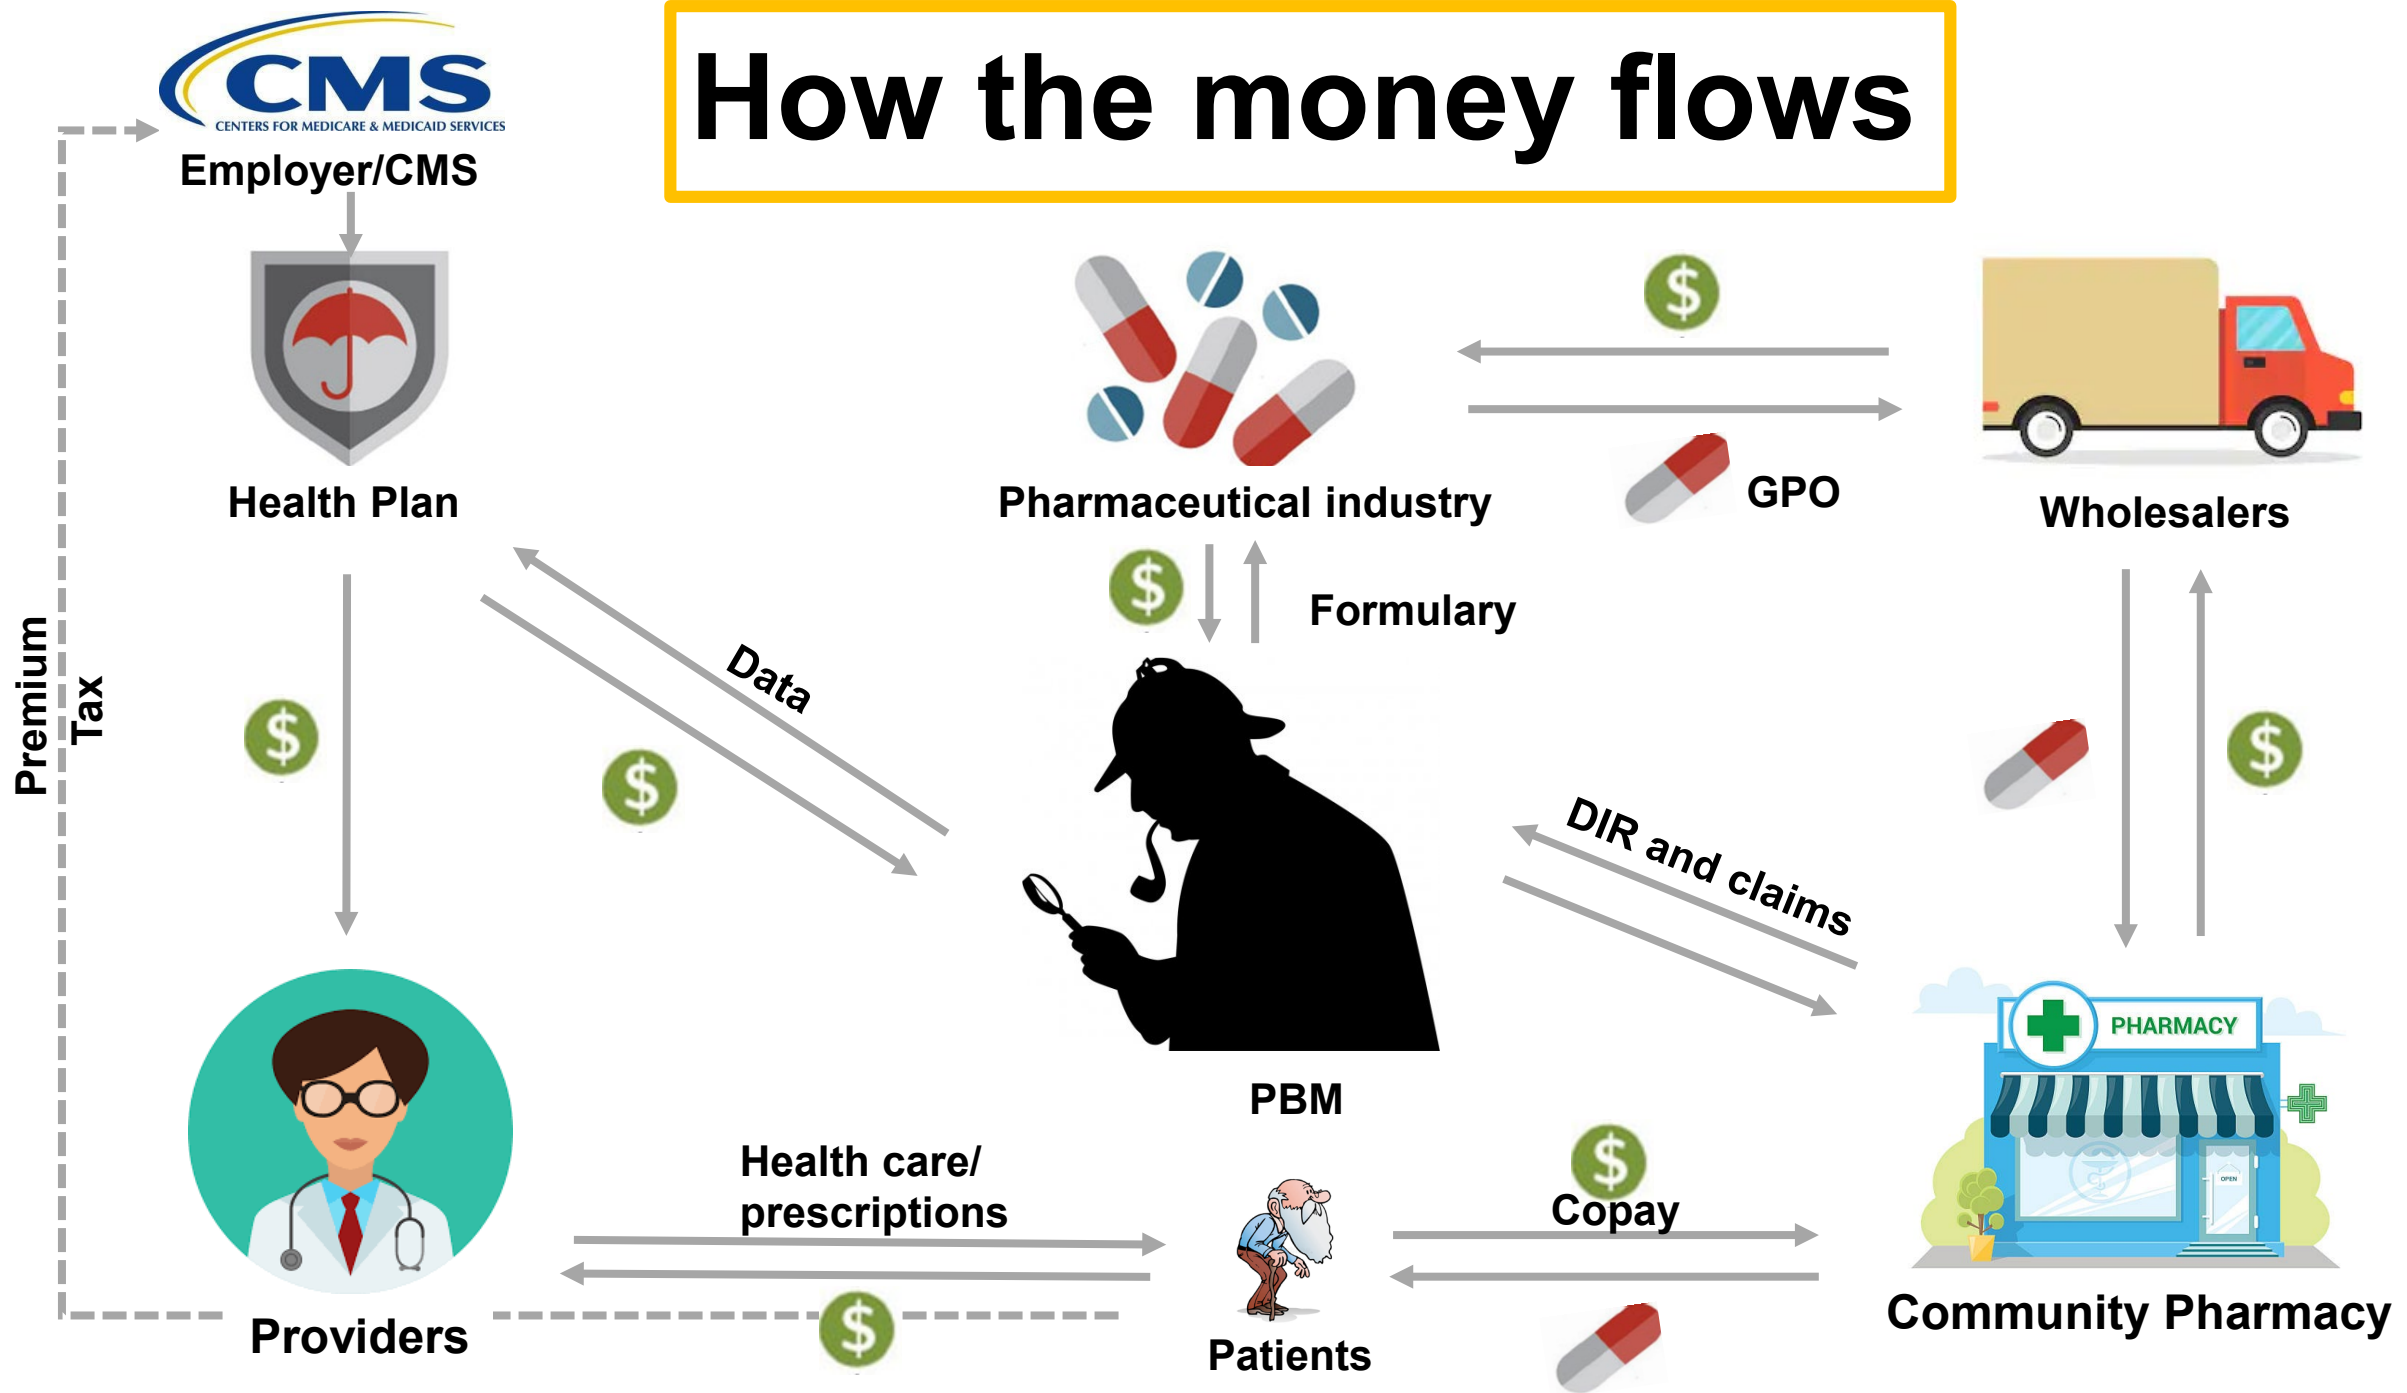 CMS
CENTERS FOR MEDICARE & MEDICAID SERVICES
Employer/CMS
How the money flows
$
Health Plan
Pharmaceutical industry
GPO
Wholesalers
$
Formulary
Premium
Tax
Data
$
$
$
DIR and claims
PHARMACY
OPEN
PBM
Health care/
prescriptions
$
Copay
$
Providers
Patients
Community Pharmacy